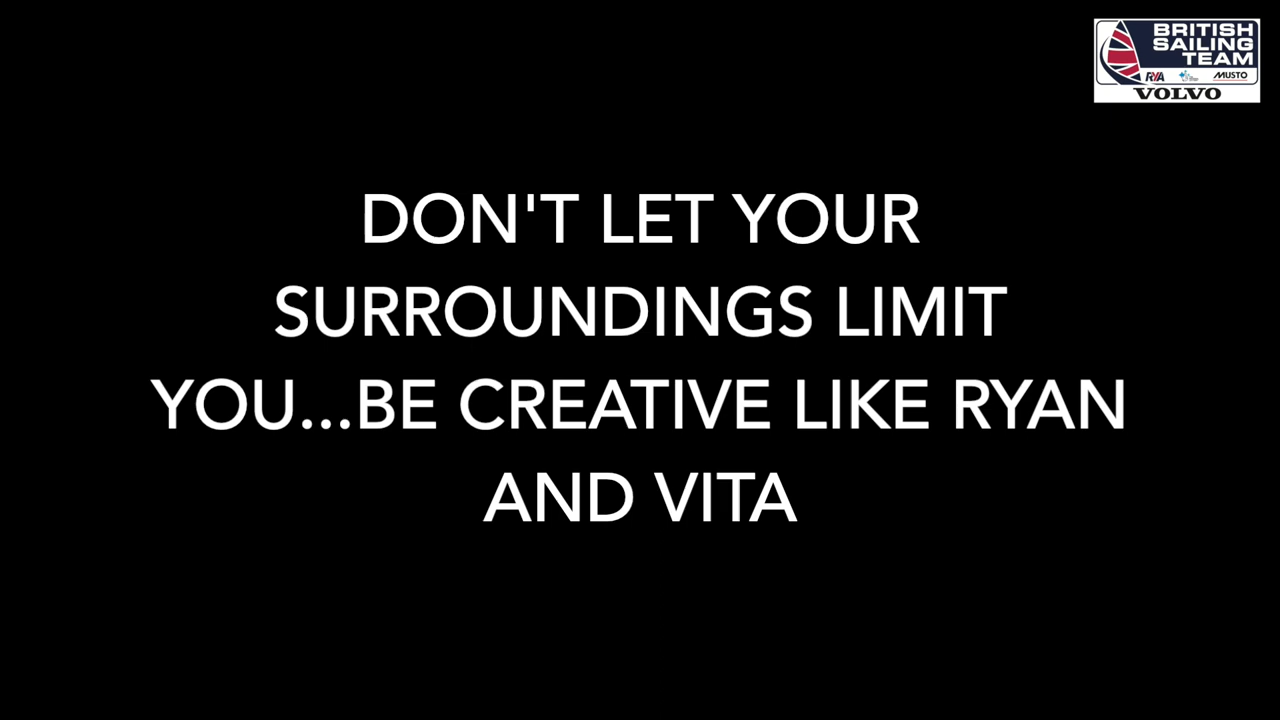 BRITISH
SAILING
TEAM
RYA
MUSTO
VOLVO
DON'T LET YOUR
SURROUNDINGS LIMIT
YOU...BE CREATIVE LIKE RYAN
AND VITA